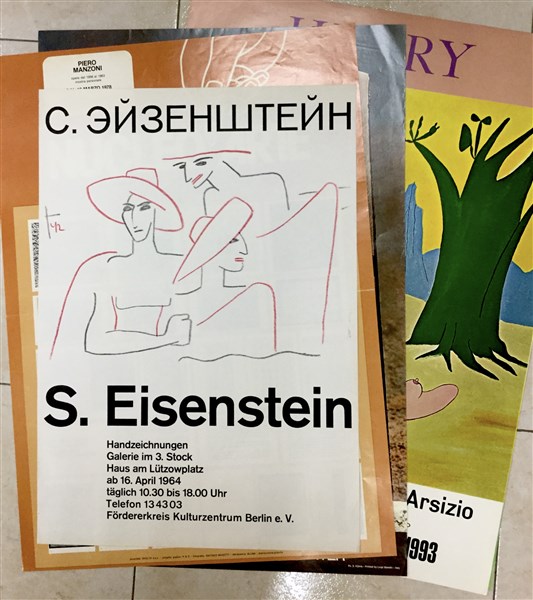 PIERO
MANZONI
RY
С. ЭЙЗЕНШТЕЙН
S. Eisenstein
Handzeichnungen
Galerie im 3. Stock
Haus am Lützowplatz
ab 16. April 1964
täglich 10.30 bis 18.00 Uhr
Telefon 13 43 03
Fördererkreis Kulturzentrum Berlin e. V.
Arsizio
1993